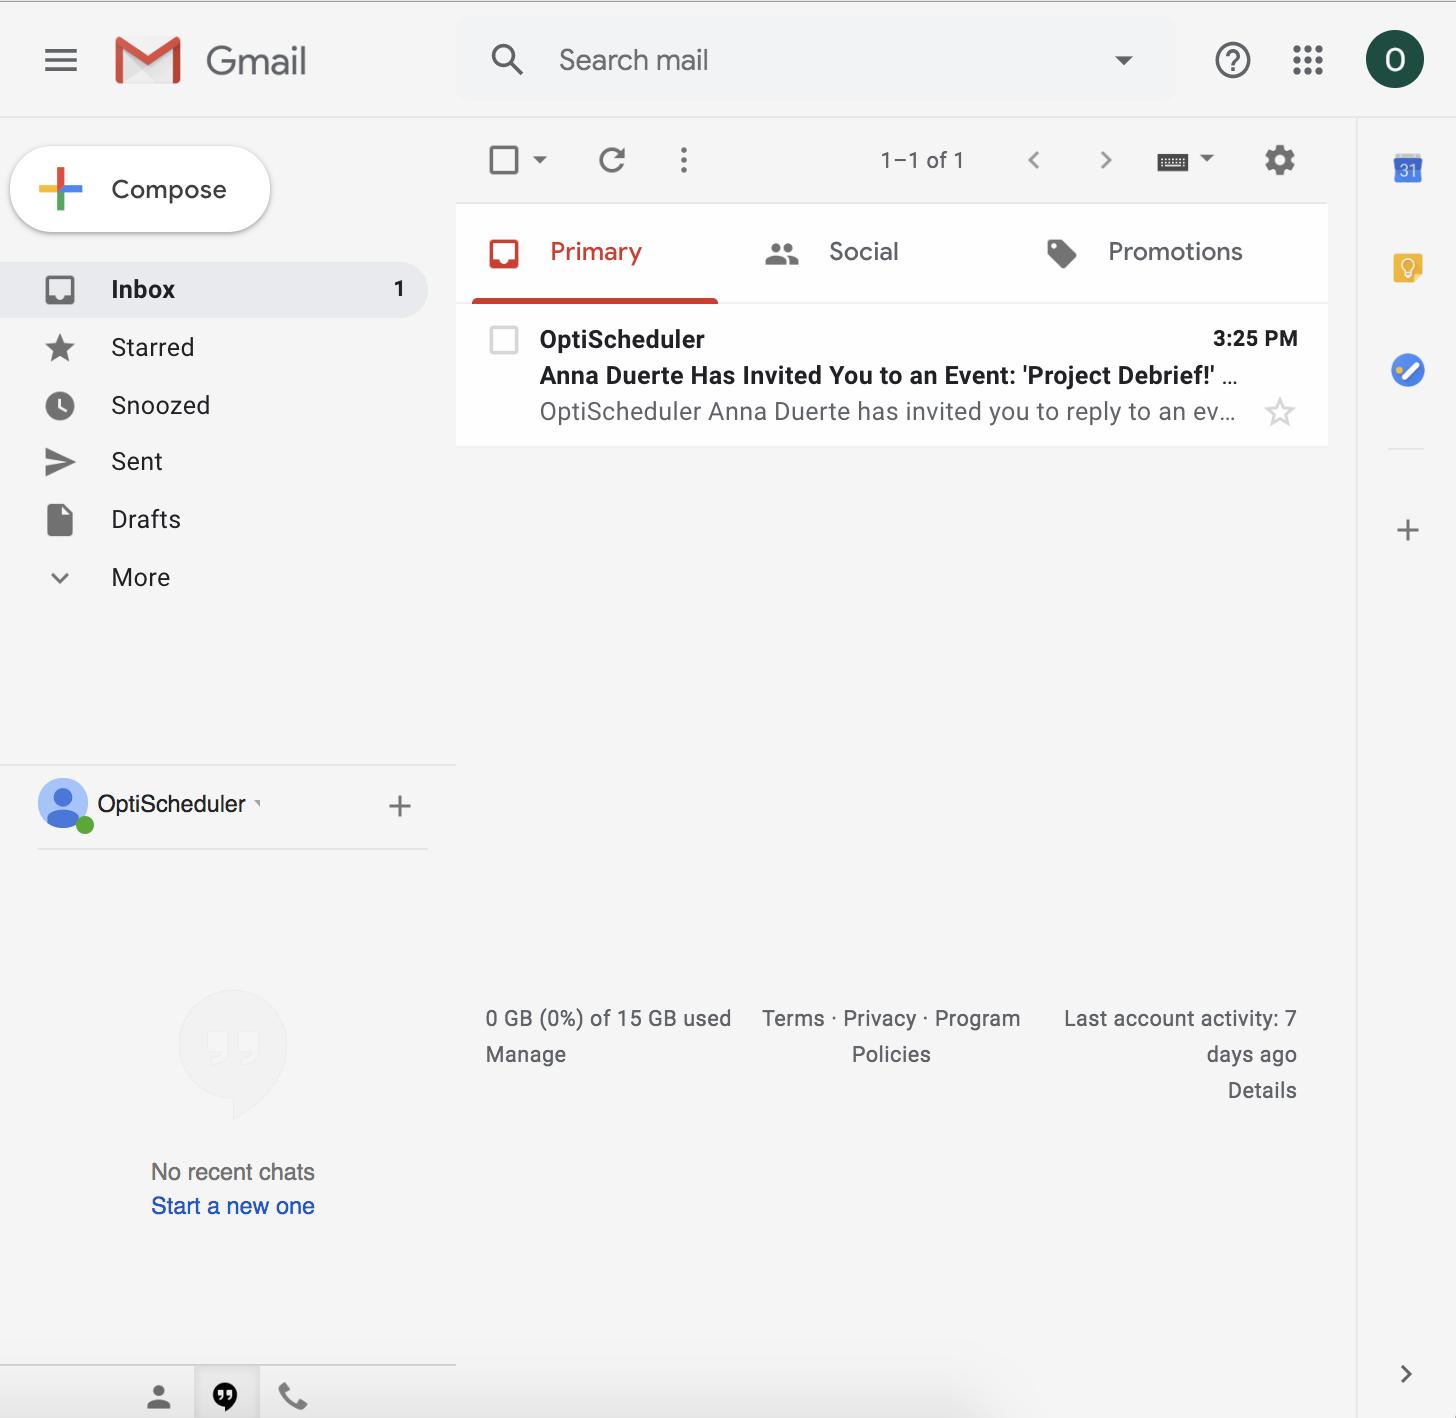 Gmail
Search mail
O
Compose
1–1 of 1
31
Primary
Social
Promotions
Inbox 1
Starred
Snoozed
Sent
Drafts
More
OptiScheduler 3:25 PM
Anna Duerte Has Invited You to an Event: 'Project Debrief!' ...
OptiScheduler Anna Duerte has invited you to reply to an ev...
OptiScheduler
No recent chats
Start a new one
0 GB (0%) of 15 GB used
Manage
Terms · Privacy · Program
Policies
Last account activity: 7
days ago
Details